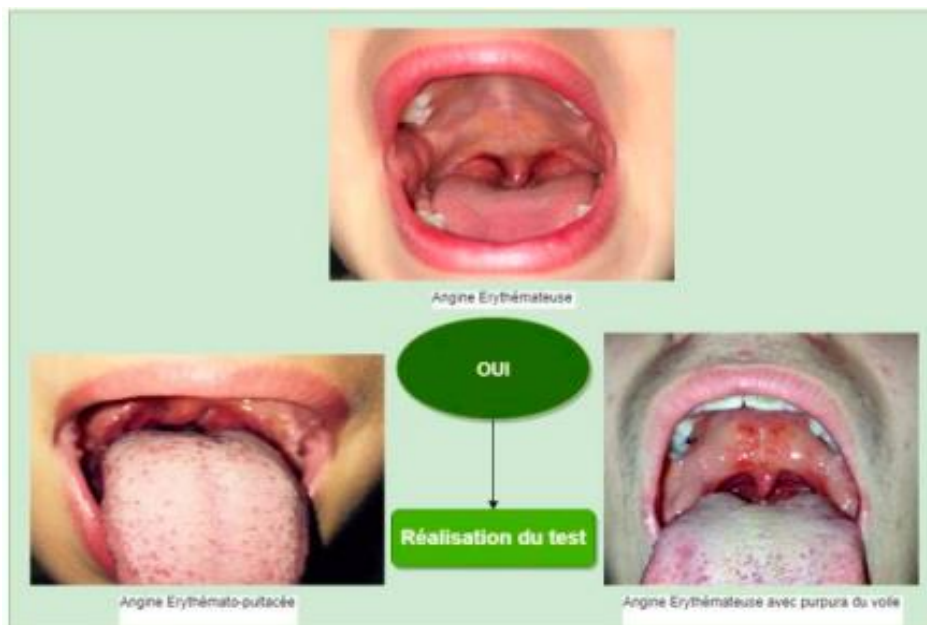 Angine Erythémateuse
OUI
Réalisation du test
Angine Erythémato-pultacée
Angine Erythémateuse avec purpura du voile